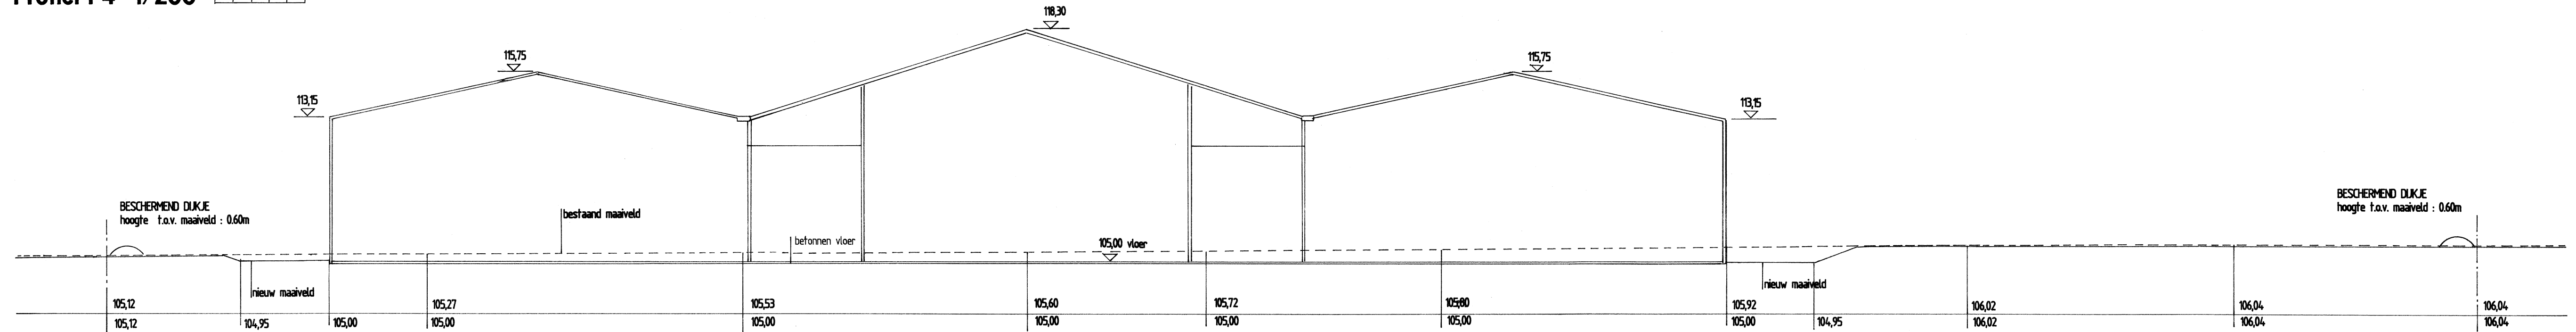 118,30
115,75
115,75
113,15
113,15
BESCHERMEND DIJKJE
hoogte t.o.v. maaiveld : 0.60m
bestaand maaiveld
betonnen vloer
105,00 vloer
BESCHERMEND DIJKJE
hoogte t.o.v. maaiveld : 0.60m
nieuw maaiveld
nieuw maaiveld
105,12 105,27 105,53 105,60 105,72 105,80 105,92 106,02 106,04 106,04
105,12 104,95 105,00 105,00 105,00 105,00 105,00 105,00 105,00 104,95 106,02 106,04 106,04